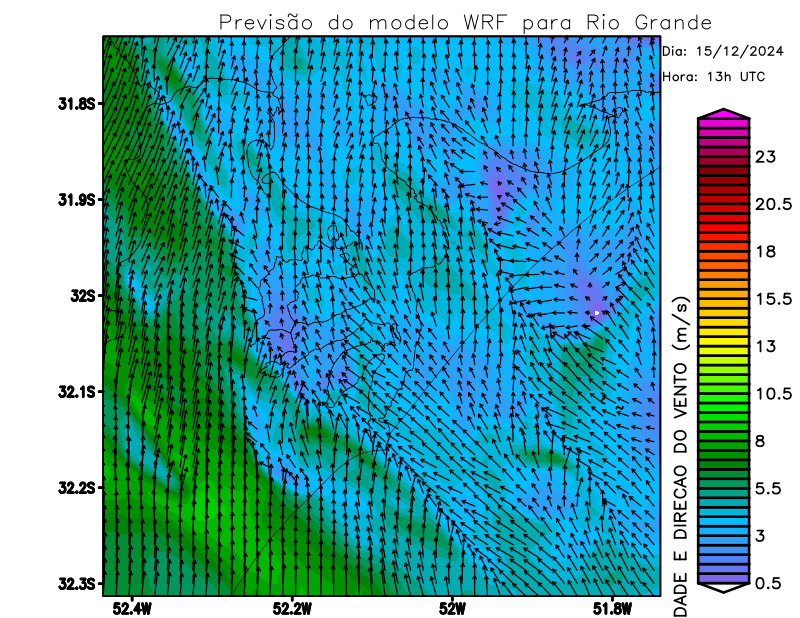 Previsão do modelo WRF para Rio Grande
Dia: 15/12/2024
Hora: 13h UTC
31.8S
31.9S
32S
32.1S
32.2S
32.3S
52.4W
52.2W
52W
51.8W
23
20.5
18
15.5
13
10.5
8
5.5
3
0.5
DADE E DIRECAO DO VENTO (m/s)